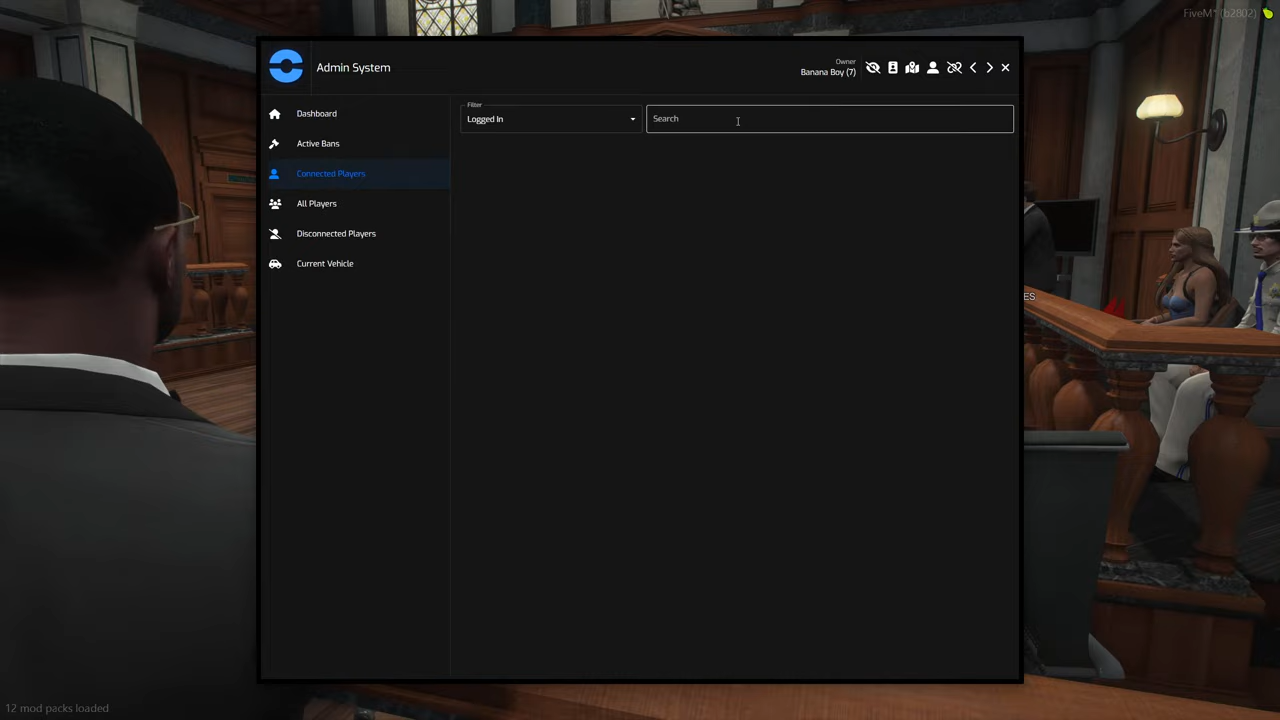 FiveM* (b2802)
Admin System
Owner
Banana Boy (7)
Dashboard
Active Bans
Connected Players
All Players
Disconnected Players
Current Vehicle
Filter
Logged In
Search
ES
12 mod packs loaded